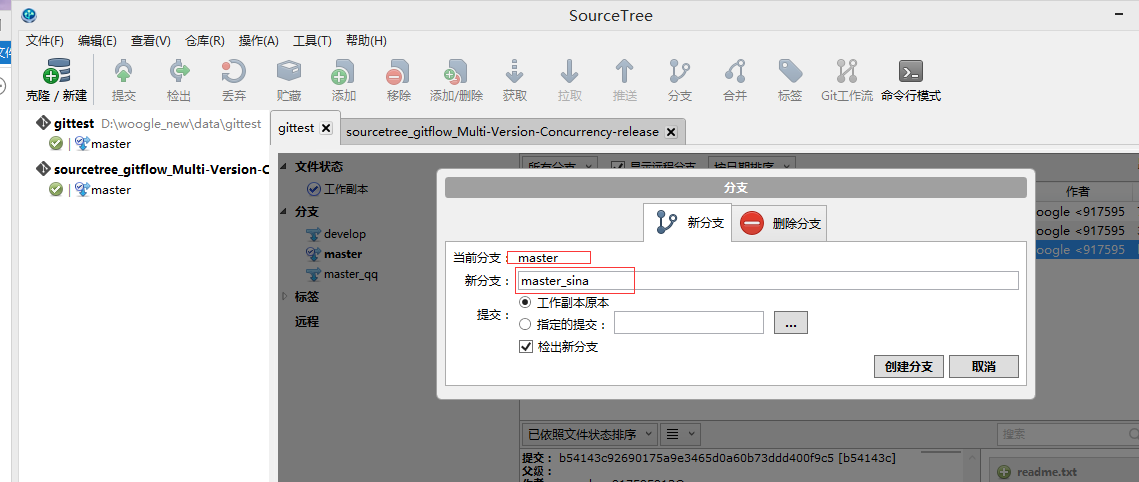 SourceTree
文件(F) 编辑(E) 查看(V) 仓库(R) 操作(A) 工具(T) 帮助(H)
克隆 / 新建 提交 检出 丢弃 贮藏 添加 移除 添加/删除 获取 拉取 推送 分支 合并 标签 Git工作流 命令行模式
gittest D:\woogle_new\data\gittest
master
sourcetree_gitflow_Multi-Version-C
master
gittest sourcetree_gitflow_Multi-Version-Concurrency-release
文件状态
工作副本
分支
develop
master
master_qq
标签
远程
所有分支 显示远程分支 按日期排序
作者
oogle <917595
oogle <917595
oogle <917595
分支
新分支 删除分支
当前分支： master
新分支： master_sina
提交： 工作副本原本
指定的提交： ...
检出新分支
创建分支 取消
已依照文件状态排序 搜索
提交： b54143c92690175a9e3465d0a60b73ddd400f9c5 [b54143c]
父级：
readme.txt